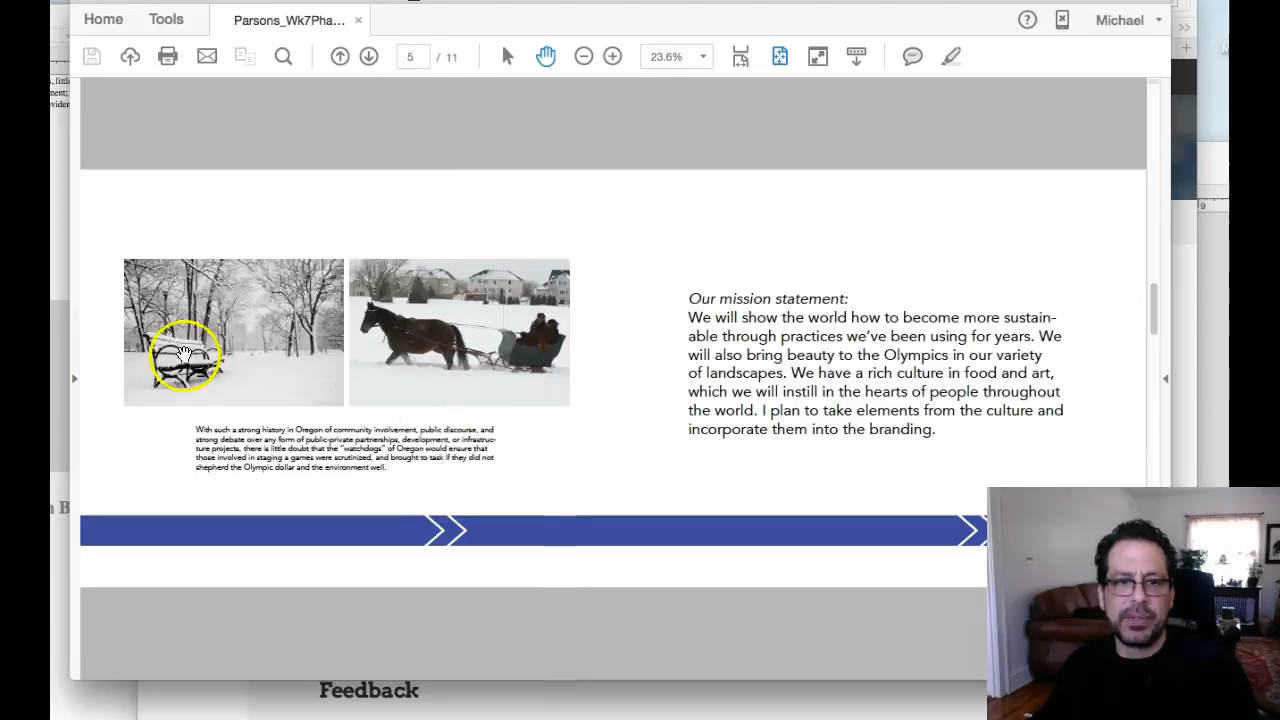 Home Tools Parsons_Wk7Pha... × Michael
5 / 11 23.6%
9
Our mission statement:
We will show the world how to become more sustain-
able through practices we've been using for years. We
will also bring beauty to the Olympics in our variety
of landscapes. We have a rich culture in food and art,
which we will instill in the hearts of people throughout
the world. I plan to take elements from the culture and
incorporate them into the branding.
With such a strong history in Oregon of community involvement, public discourse, and
strong debate over any form of public-private partnerships, development, or infrastruc-
ture projects, there is little doubt that the "watchdogs" of Oregon would ensure that
those involved in staging a games were scrutinized, and brought to task if they did not
shepherd the Olympic dollar and the environment well.
Feedback